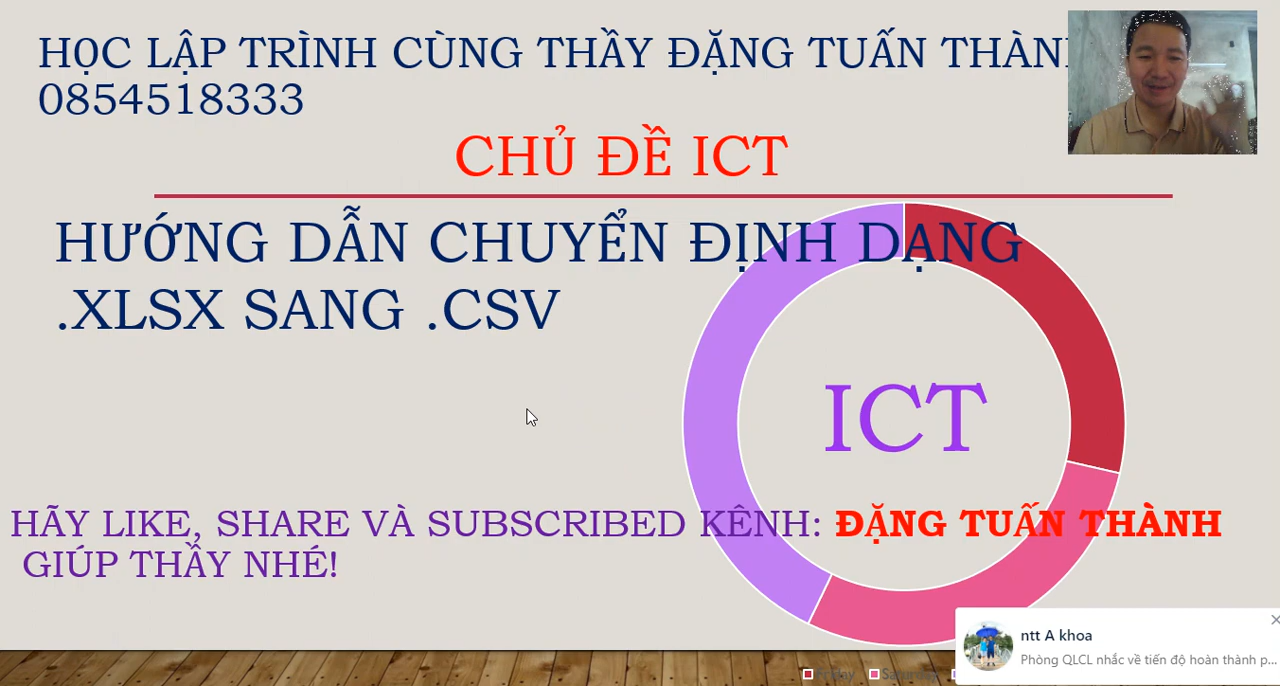 HỌC LẬP TRÌNH CÙNG THẦY ĐẶNG TUẤN
0854518333
CHỦ ĐỀ ICT
HƯỚNG DẪN CHUYỂN ĐỊNH DẠNG
.XLSX SANG .CSV
ICT
HÃY LIKE, SHARE VÀ SUBSCRIBED KÊNH: ĐẶNG TUẤN THÀNH
GIÚP THẦY NHÉ!
ntt A khoa
Phòng QLCL nhắc về tiến độ hoàn thành p...
Friday Saturday